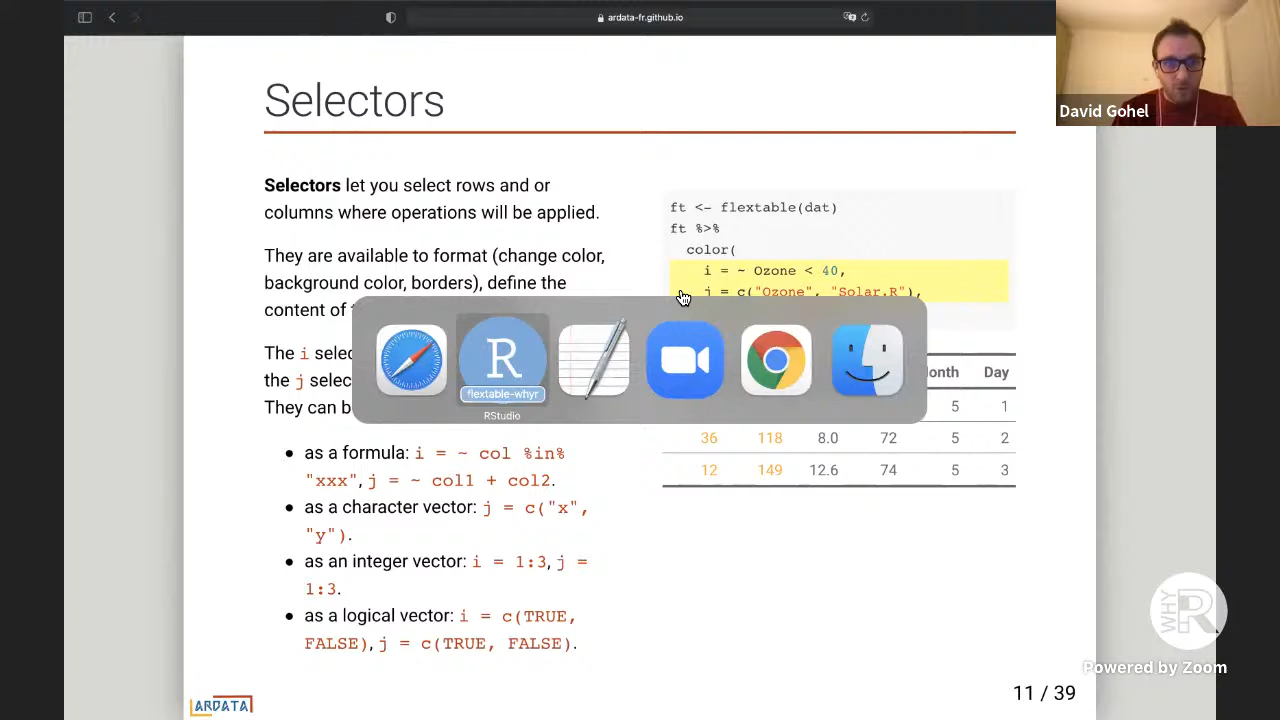 ardata-fr.github.io
David Gohel
Selectors
Selectors let you select rows and or
columns where operations will be applied.
They are available to format (change color,
background color, borders), define the
content of
The i selec
the j selec
They can b
as a formula: i = ~ col %in%
"xxx", j = ~ col1 + col2.
as a character vector: j = c("x",
"y").
as an integer vector: i = 1:3, j =
1:3.
as a logical vector: i = c(TRUE,
FALSE), j = c(TRUE, FALSE).
ft <- flextable(dat)
ft %>%
color(
i = ~ Ozone < 40,
j = c("Ozone", "Solar.R"),
R
flextable-whyr
RStudio
Month Day
5 1
36 118 8.0 72 5 2
12 149 12.6 74 5 3
WHY R
Powered by Zoom
ARDATA
11 / 39